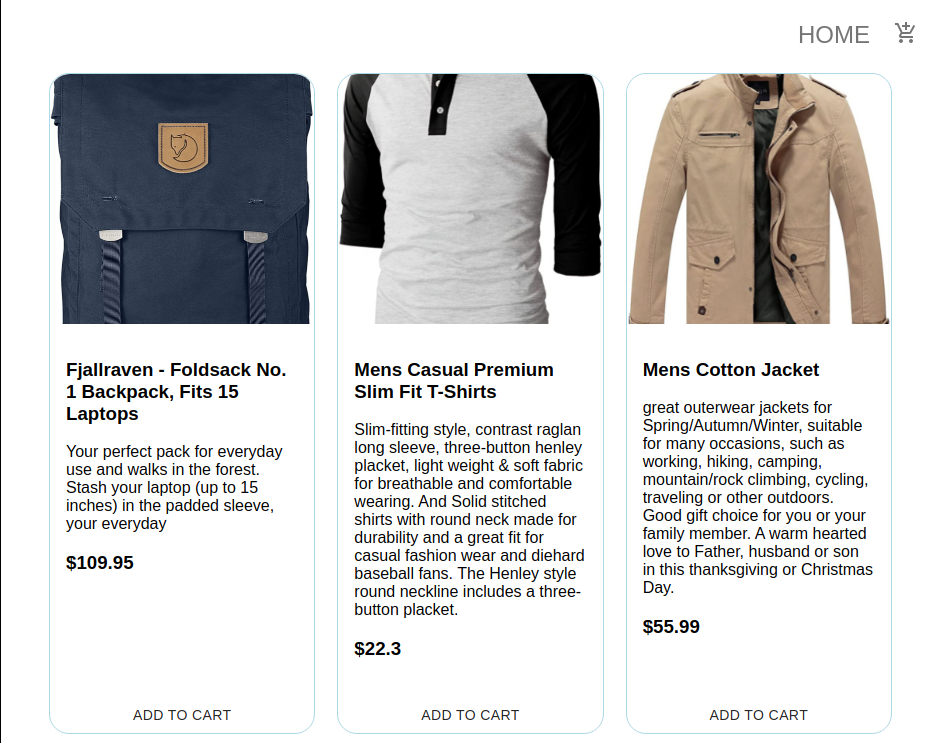 HOME
Fjallraven - Foldsack No.
1 Backpack, Fits 15
Laptops
Your perfect pack for everyday
use and walks in the forest.
Stash your laptop (up to 15
inches) in the padded sleeve,
your everyday
$109.95
ADD TO CART
Mens Casual Premium
Slim Fit T-Shirts
Slim-fitting style, contrast raglan
long sleeve, three-button henley
placket, light weight & soft fabric
for breathable and comfortable
wearing. And Solid stitched
shirts with round neck made for
durability and a great fit for
casual fashion wear and diehard
baseball fans. The Henley style
round neckline includes a three-
button placket.
$22.3
ADD TO CART
Mens Cotton Jacket
great outerwear jackets for
Spring/Autumn/Winter, suitable
for many occasions, such as
working, hiking, camping,
mountain/rock climbing, cycling,
traveling or other outdoors.
Good gift choice for you or your
family member. A warm hearted
love to Father, husband or son
in this thanksgiving or Christmas
Day.
$55.99
ADD TO CART